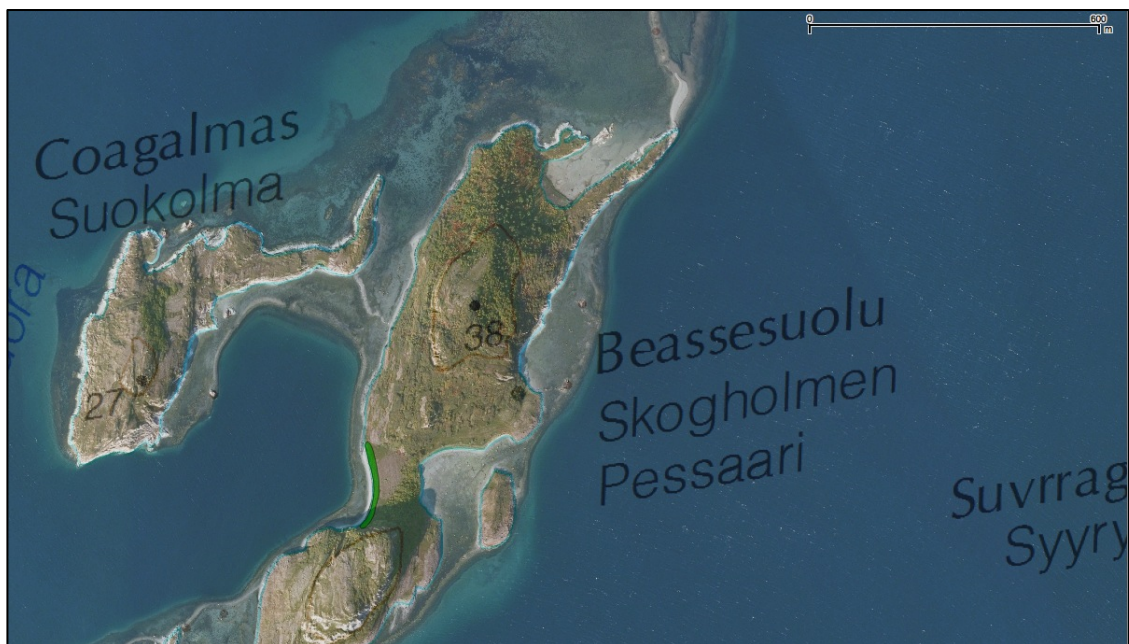 0 600
m
Coagalmas
Suokolma
38
27
Beassesuolu
Skogholmen
Pessaari
Suvrrag
Syyry